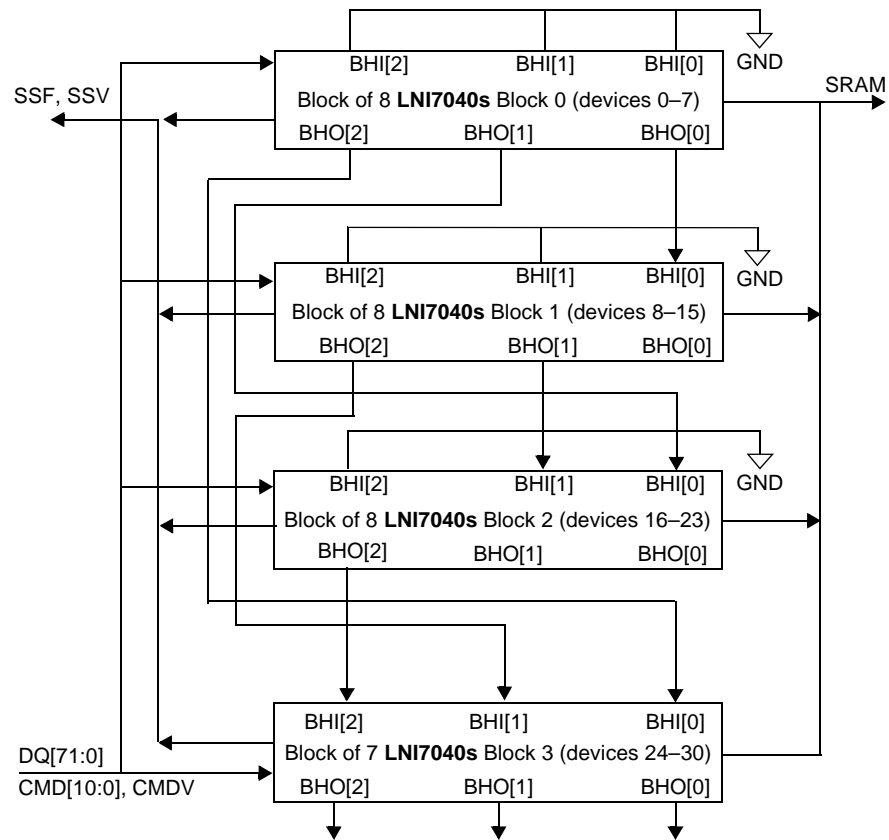 BHI[2] BHI[1] BHI[0] GND
SSF, SSV
SRAM
Block of 8 LNI7040s Block 0 (devices 0–7)
BHO[2] BHO[1] BHO[0]
BHI[2] BHI[1] BHI[0] GND
Block of 8 LNI7040s Block 1 (devices 8–15)
BHO[2] BHO[1] BHO[0]
BHI[2] BHI[1] BHI[0] GND
Block of 8 LNI7040s Block 2 (devices 16–23)
BHO[2] BHO[1] BHO[0]
BHI[2] BHI[1] BHI[0]
DQ[71:0]
Block of 7 LNI7040s Block 3 (devices 24–30)
CMD[10:0], CMDV
BHO[2] BHO[1] BHO[0]